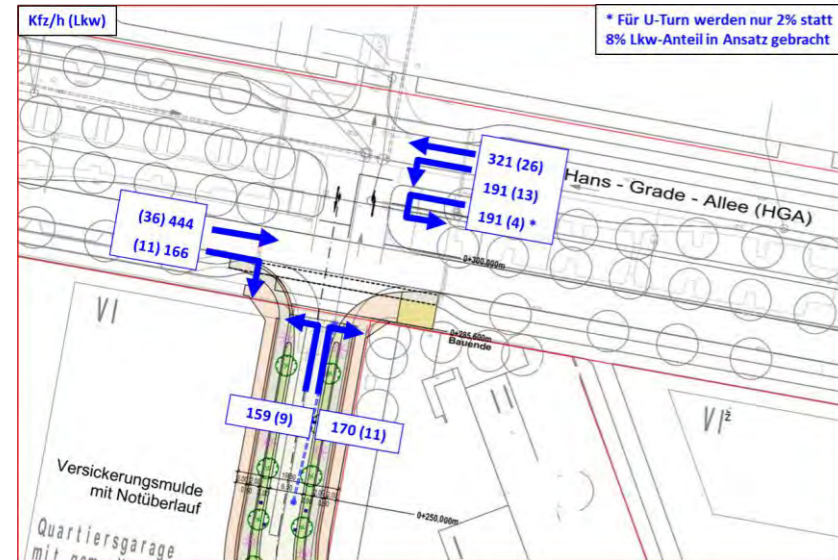 Kfz/h (Lkw)
* Für U-Turn werden nur 2% statt
8% Lkw-Anteil in Ansatz gebracht
321 (26)
191 (13)
191 (4) *
Hans - Grade - Allee (HGA)
(36) 444
(11) 166
0+300,000m
VI
0+285,600m
Bauende
II
159 (9)
170 (11)
VI
Versickerungsmulde
mit Notüberlauf
0+250,000m
Quartiersgarage